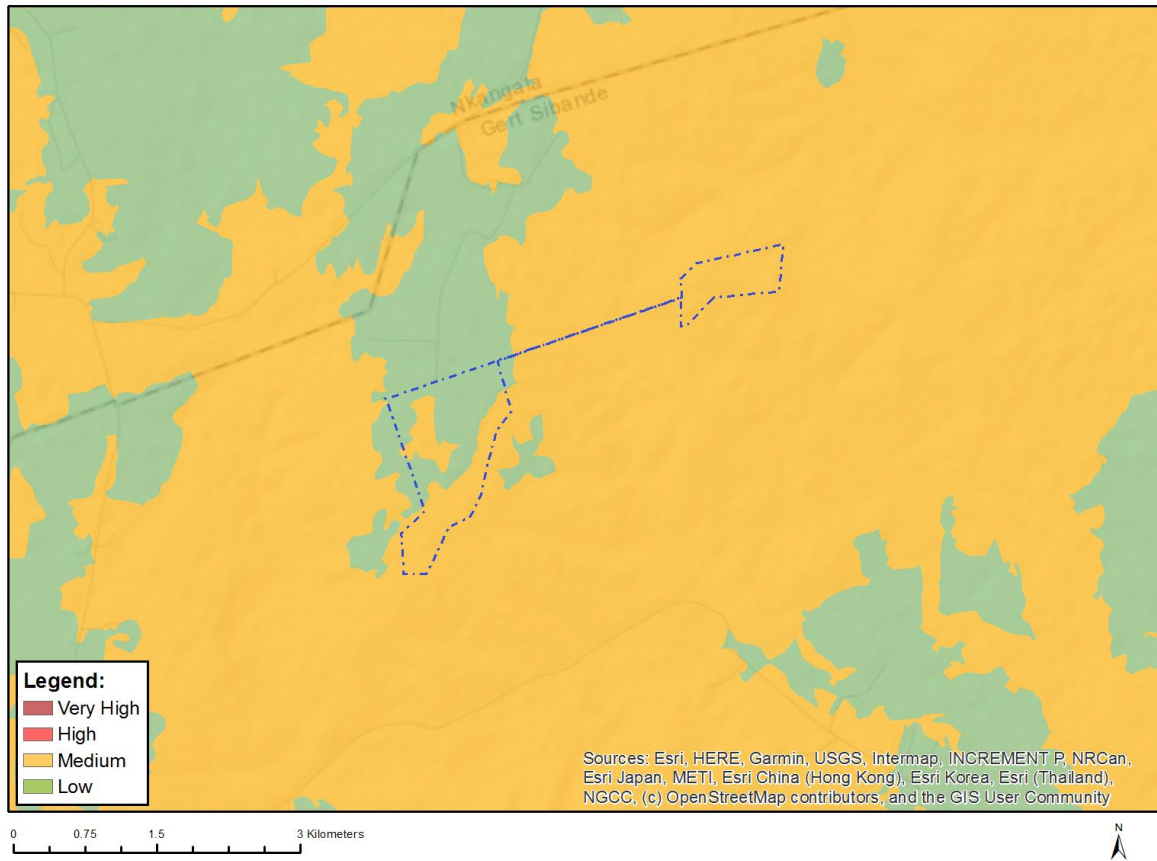 Nkangala
Gert Sibande
Legend:
Very High
High
Medium
Low
Sources: Esri, HERE, Garmin, USGS, Intermap, INCREMENT P, NRCan,
Esri Japan, METI, Esri China (Hong Kong), Esri Korea, Esri (Thailand),
NGCC, (c) OpenStreetMap contributors, and the GIS User Community
0 0.75 1.5 3 Kilometers
N